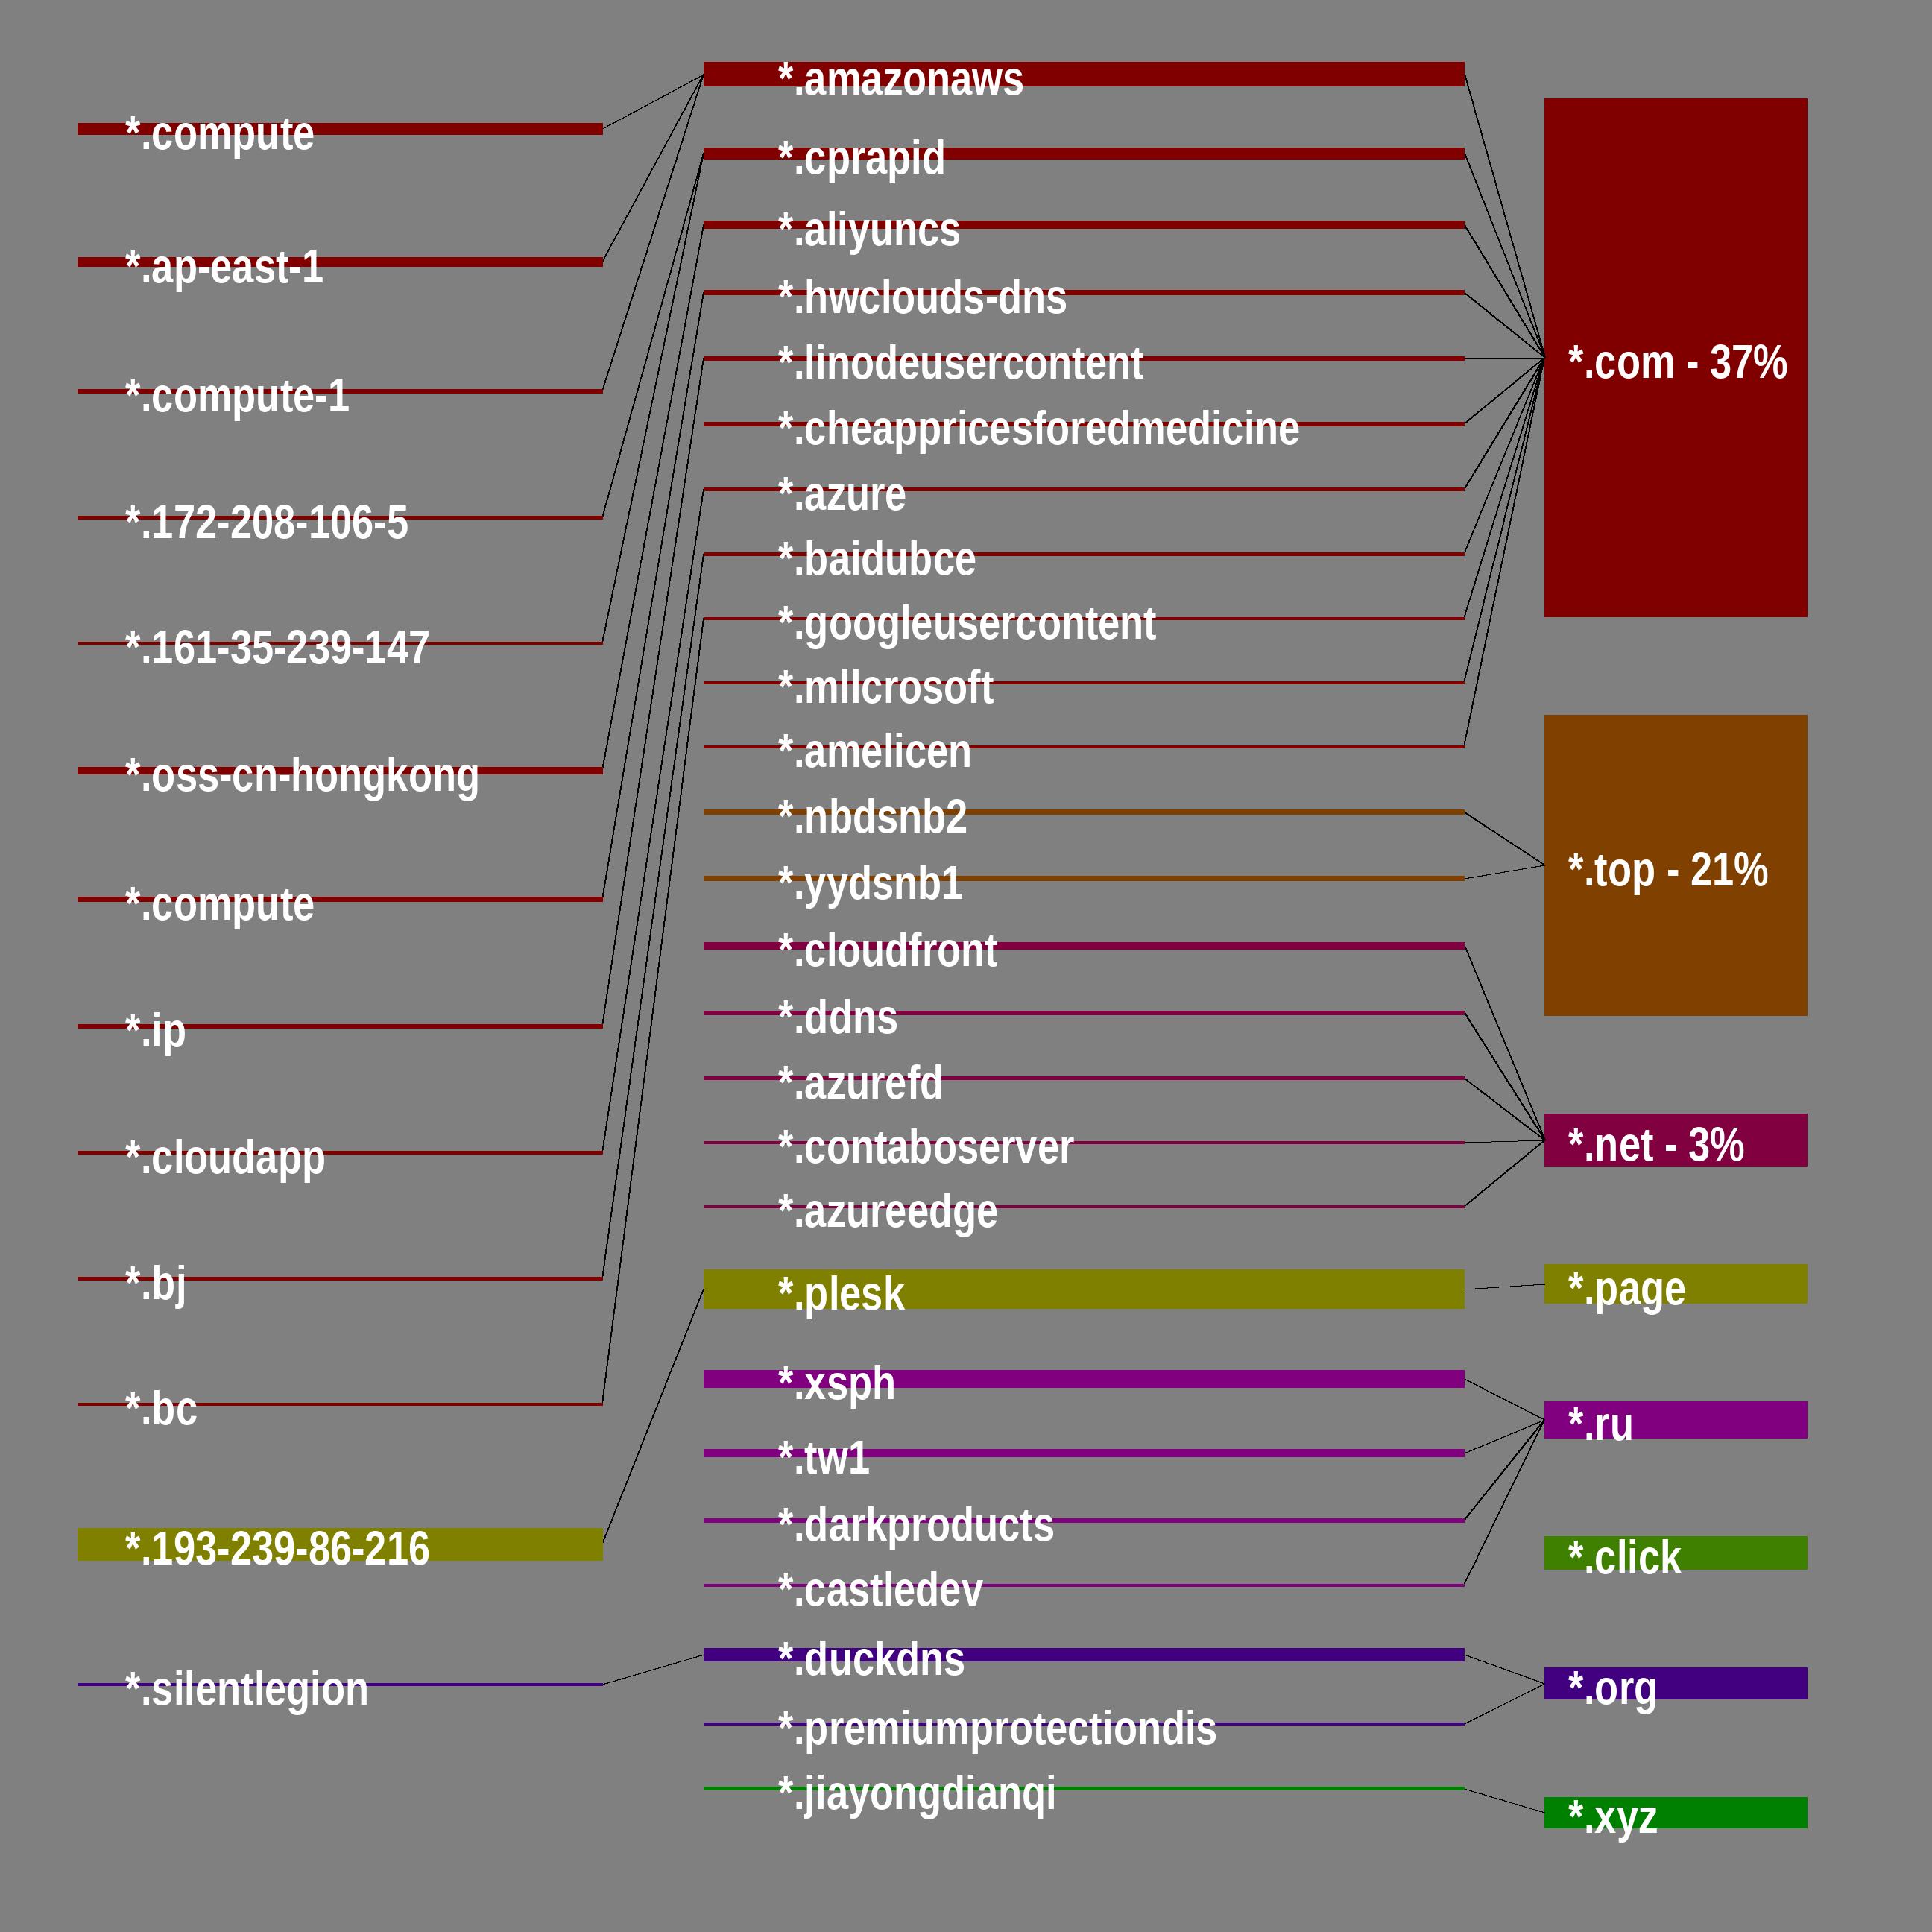 *.compute
*.ap-east-1
*.compute-1
*.172-208-106-5
*.161-35-239-147
*.oss-cn-hongkong
*.compute
*.ip
*.cloudapp
*.bj
*.bc
*.193-239-86-216
*.silentlegion
*.amazonaws
*.cprapid
*.aliyuncs
*.hwclouds-dns
*.linodeusercontent
*.cheappricesforedmedicine
*.azure
*.baidubce
*.googleusercontent
*.mllcrosoft
*.amelicen
*.nbdsnb2
*.yydsnb1
*.cloudfront
*.ddns
*.azurefd
*.contaboserver
*.azureedge
*.plesk
*.xsph
*.tw1
*.darkproducts
*.castledev
*.duckdns
*.premiumprotectiondis
*.jiayongdianqi
*.com - 37%
*.top - 21%
*.net - 3%
*.page
*.ru
*.click
*.org
*.xyz